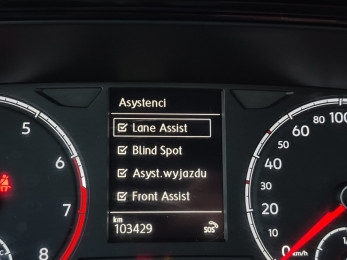 Asystenci
Lane Assist
Blind Spot
Asyst.wyjazdu
Front Assist
km
103429
SOS
5
6
7
8
100
80
60
40
20
0
km/h